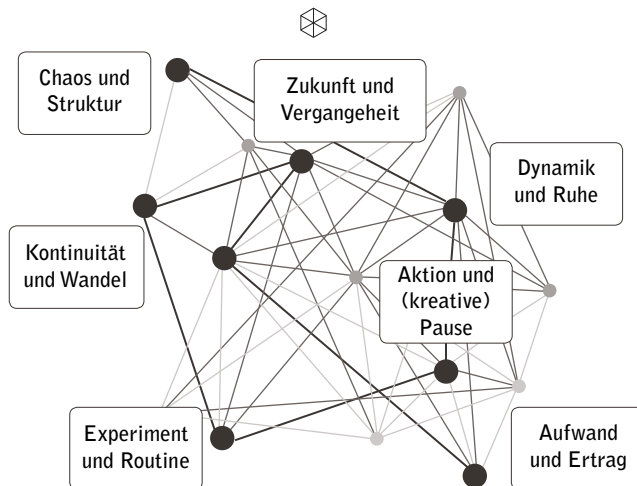 Chaos und
Struktur
Zukunft und
Vergangeheit
Dynamik
und Ruhe
Kontinuität
und Wandel
Aktion und
(kreative)
Pause
Experiment
und Routine
Aufwand
und Ertrag